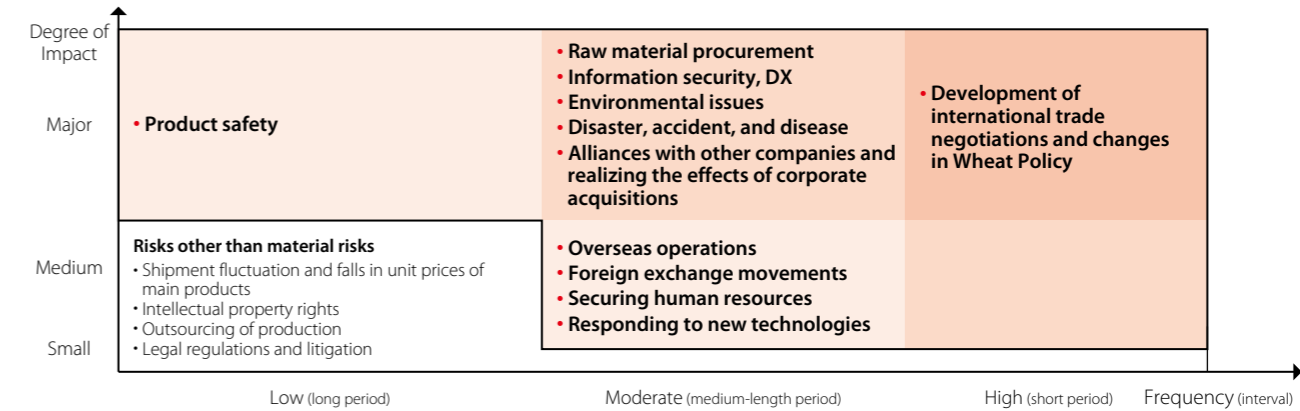 Degree of
Impact
Major
Medium
Small
• Product safety
• Raw material procurement
• Information security, DX
• Environmental issues
• Disaster, accident, and disease
• Alliances with other companies and
realizing the effects of corporate
acquisitions
• Development of
international trade
negotiations and changes
in Wheat Policy
Risks other than material risks
• Shipment fluctuation and falls in unit prices of
main products
• Intellectual property rights
• Outsourcing of production
• Legal regulations and litigation
• Overseas operations
• Foreign exchange movements
• Securing human resources
• Responding to new technologies
Low (long period)
Moderate (medium-length period)
High (short period)
Frequency (interval)